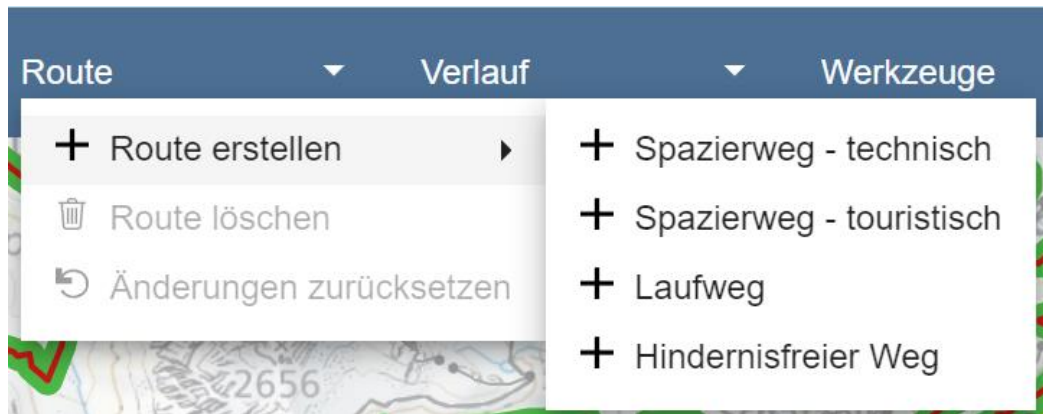 Route Verlauf Werkzeuge
Route erstellen
Route löschen
Änderungen zurücksetzen
Spazierweg - technisch
Spazierweg - touristisch
Laufweg
Hindernisfreier Weg
2656